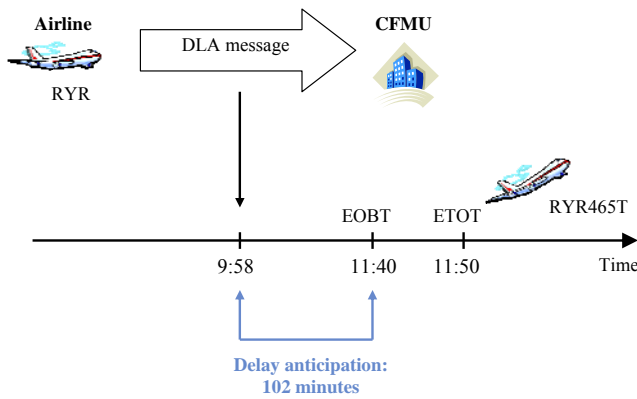 Airline
DLA message
CFMU
RYR
RYR465T
EOBT
ETOT
9:58
11:40
11:50
Time
Delay anticipation:
102 minutes